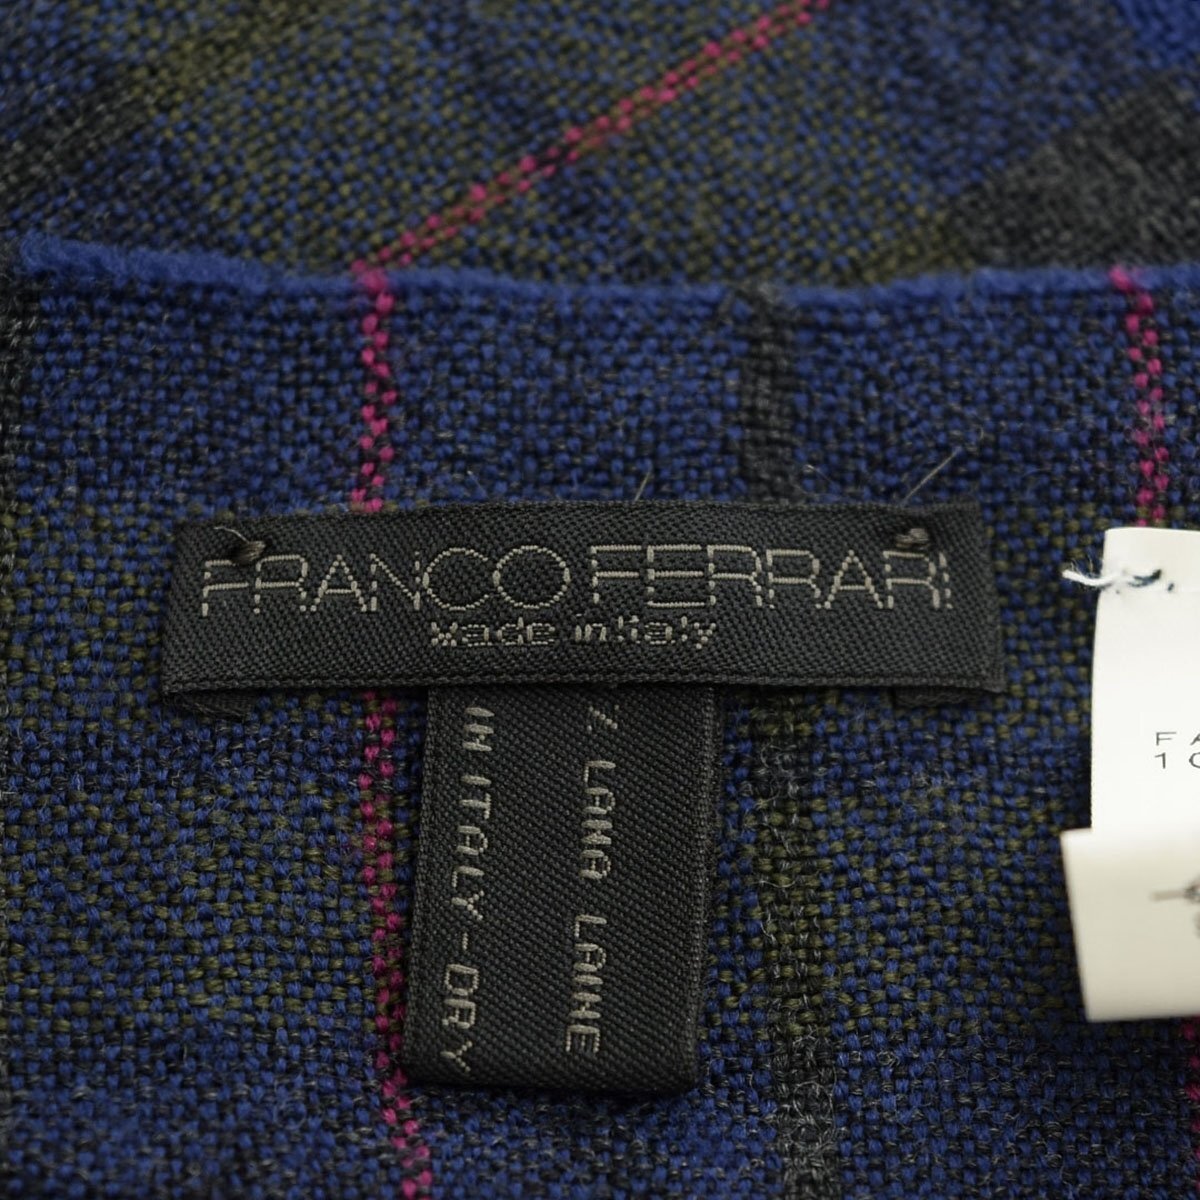 FRANCO FERRARI
Made in Italy
% LANA LAINE
IN ITALY-DRY
FA
10